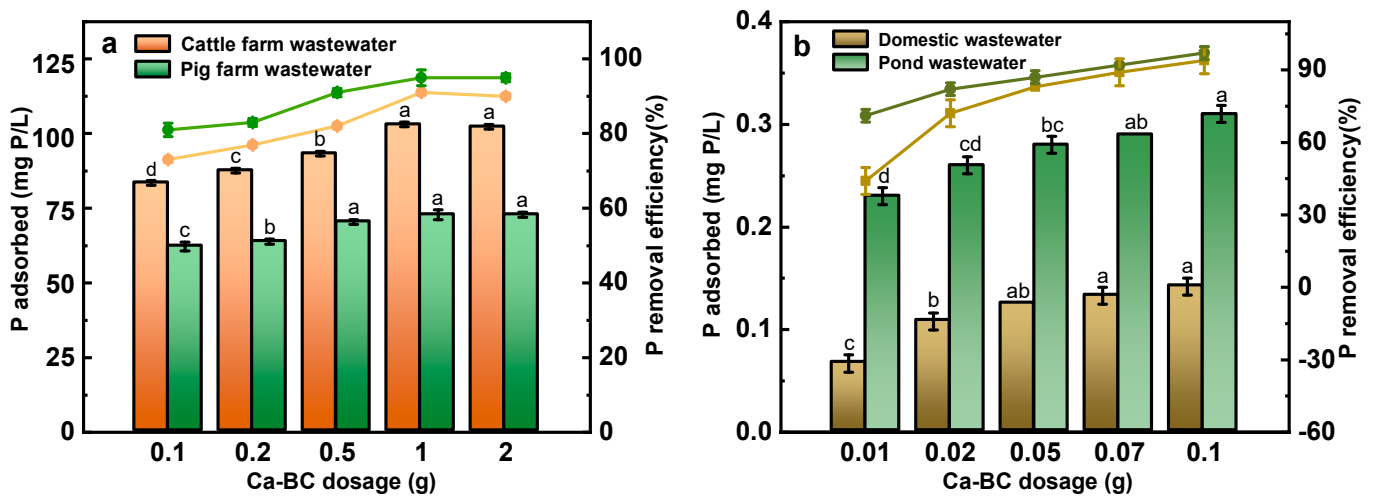 a
Cattle farm wastewater
Pig farm wastewater
P adsorbed (mg P/L)
125
100
75
50
25
0
d
c
c
b
b
a
a
a
a
a
100
80
60
40
20
0
P removal efficiency(%)
0.1 0.2 0.5 1 2
Ca-BC dosage (g)
b
Domestic wastewater
Pond wastewater
P adsorbed (mg P/L)
0.4
0.3
0.2
0.1
0.0
c
d
b
cd
ab
bc
a
ab
a
a
90
60
30
0
-30
-60
P removal efficiency(%)
0.01 0.02 0.05 0.07 0.1
Ca-BC dosage (g)